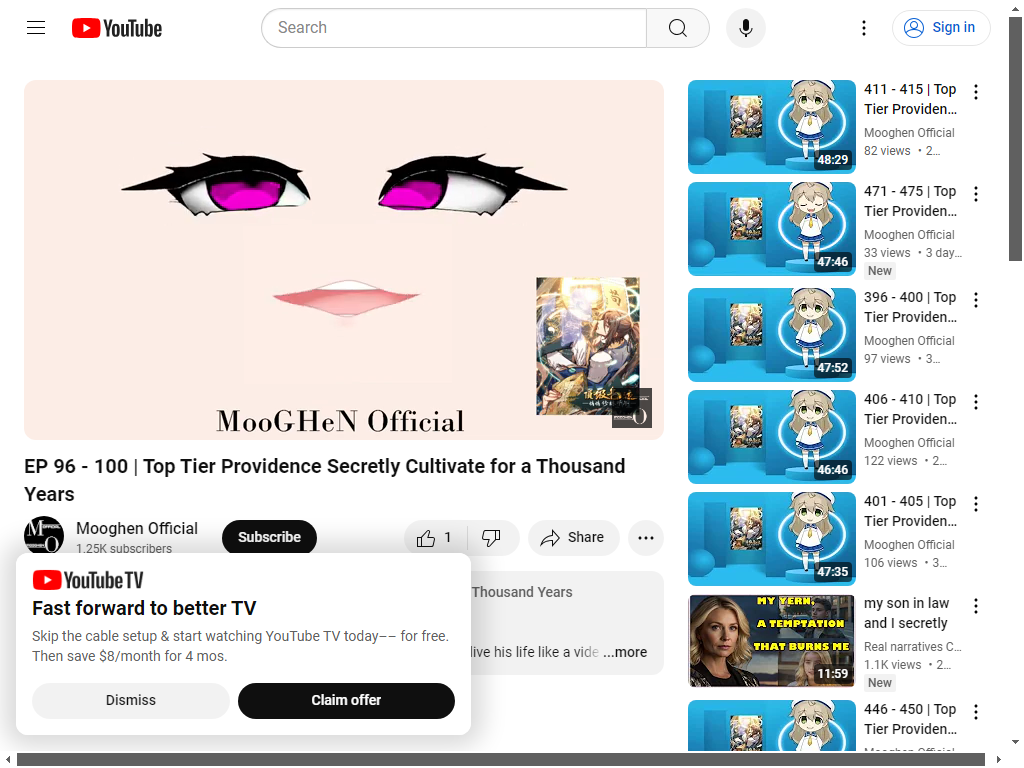 YouTube
Search
Sign in
MooGHeN Official
EP 96 - 100 | Top Tier Providence Secretly Cultivate for a Thousand
Years
Mooghen Official
1.25K subscribers
Subscribe
1
Share
Thousand Years
live his life like a vide
...more
YouTube TV
Fast forward to better TV
Skip the cable setup & start watching YouTube TV today–– for free.
Then save $8/month for 4 mos.
Dismiss
Claim offer
48:29
411 - 415 | Top
Tier Providen...
Mooghen Official
82 views • 2...
47:46
471 - 475 | Top
Tier Providen...
Mooghen Official
33 views • 3 day...
New
47:52
396 - 400 | Top
Tier Providen...
Mooghen Official
97 views • 3...
46:46
406 - 410 | Top
Tier Providen...
Mooghen Official
122 views • 2...
47:35
401 - 405 | Top
Tier Providen...
Mooghen Official
106 views • 3...
MY YERN,
A TEMPTATION
THAT BURNS ME
11:59
my son in law
and I secretly
Real narratives C...
1.1K views • 2...
New
446 - 450 | Top
Tier Providen...
Mooghen Official